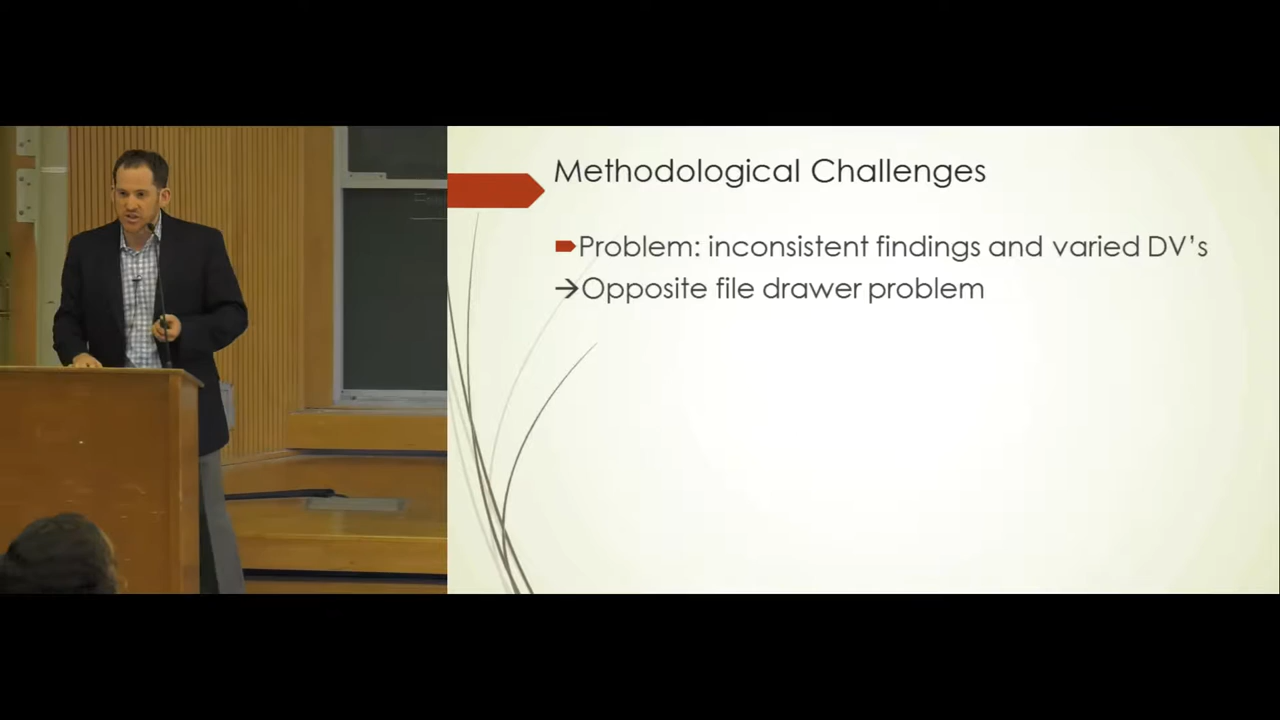 Methodological Challenges
Problem: inconsistent findings and varied DV’s
→Opposite file drawer problem